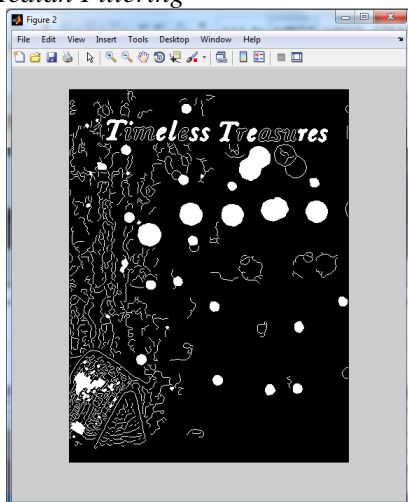 Median Filtering
Figure 2
File Edit View Insert Tools Desktop Window Help
Timeless Treasures